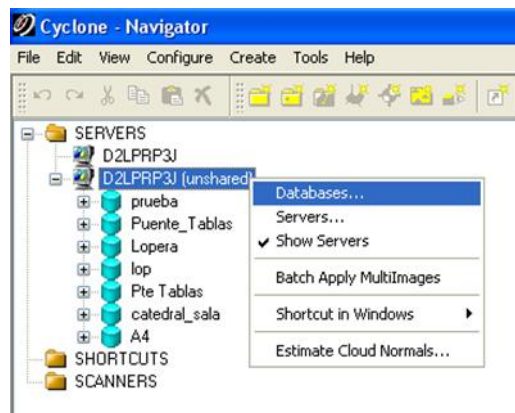 Cyclone - Navigator
File Edit View Configure Create Tools Help
SERVERS
D2LPRP3J
D2LPRP3J (unshared)
prueba
Puente_Tablas
Lopera
lop
Pte Tablas
catedral_sala
A4
SHORTCUTS
SCANNERS
Databases...
Servers...
Show Servers
Batch Apply MultiImages
Shortcut in Windows
Estimate Cloud Normals...